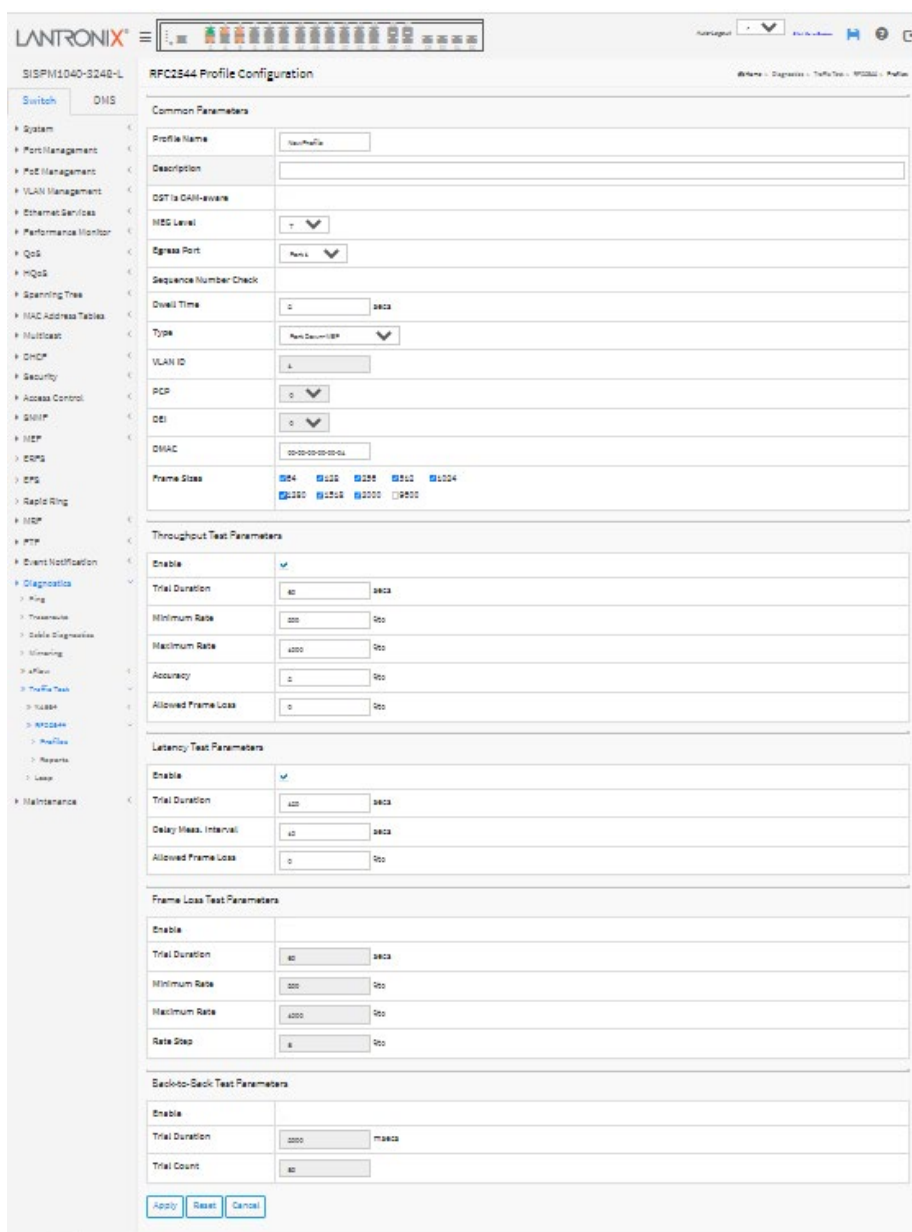 LANTRONIX
SISPM1040-3248-L
RFC2544 Profile Configuration
Switch DMS
System
Port Management
PoE Management
VLAN Management
Ethernet Services
Performance Monitor
QoS
HQoS
Spanning Tree
MAC Address Tables
Multicast
DHCP
Security
Access Control
SNMP
MEP
ERPS
EPS
Rapid Ring
MRP
PTP
Event Notification
Diagnostics
Ping
Traceroute
Cable Diagnostics
Mirroring
sFlow
Traffic Test
Y.1564
RFC2544
Profiles
Reports
Loop
Maintenance
Home > Diagnostics > Traffic Test > RFC2544 > Profiles
Common Parameters
Profile Name NewProfile
Description
DST is OAM-aware
MEG Level 7
Egress Port Port 1
Sequence Number Check
Dwell Time secs
Type Port Down-MEP
VLAN ID
PCP 0
DEI 0
DMAC 00-00-00-00-00-01
Frame Sizes 64 128 256 512 1024
1280 1518 2000 9600
Throughput Test Parameters
Enable
Trial Duration 60 secs
Minimum Rate ‰
Maximum Rate 1000 ‰
Accuracy ‰
Allowed Frame Loss 0 ‰
Latency Test Parameters
Enable
Trial Duration 120 secs
Delay Meas. Interval 10 secs
Allowed Frame Loss 0 ‰
Frame Loss Test Parameters
Enable
Trial Duration 60 secs
Minimum Rate ‰
Maximum Rate 1000 ‰
Rate Step ‰
Back-to-Back Test Parameters
Enable
Trial Duration 2000 msecs
Trial Count 50
Apply Reset Cancel